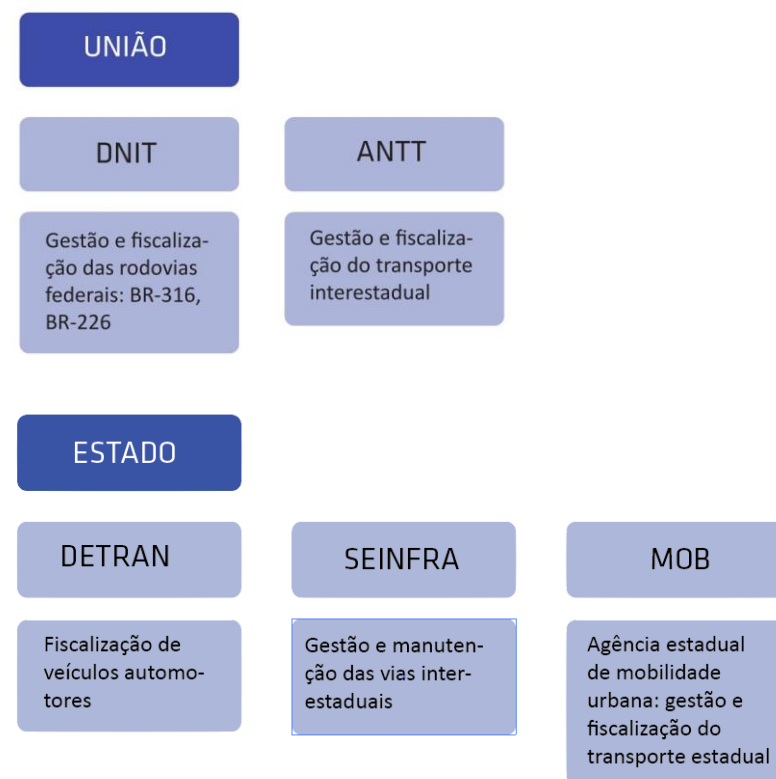 UNIÃO
DNIT
Gestão e fiscaliza-
ção das rodovias
federais: BR-316,
BR-226
ANTT
Gestão e fiscaliza-
ção do transporte
interestadual
ESTADO
DETRAN
Fiscalização de
veículos automo-
tores
SEINFRA
Gestão e manuten-
ção das vias inter-
estaduais
MOB
Agência estadual
de mobilidade
urbana: gestão e
fiscalização do
transporte estadual